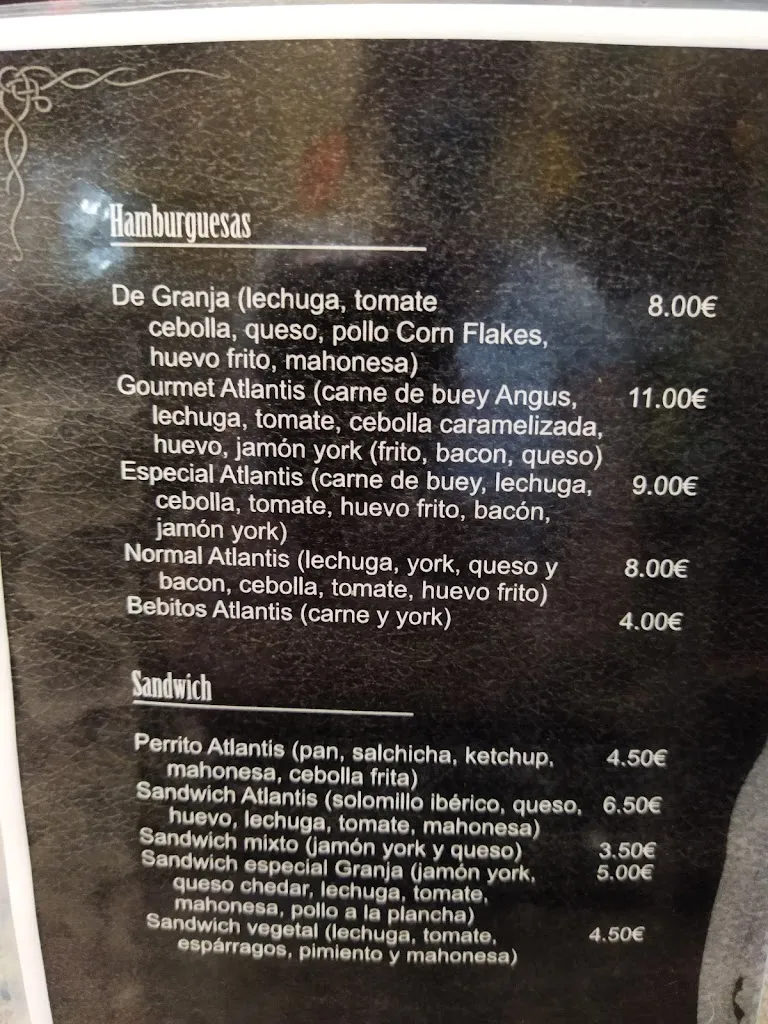 Hamburguesas
De Granja (lechuga, tomate 8.00€
cebolla, queso, pollo Corn Flakes,
huevo frito, mahonesa)
Gourmet Atlantis (carne de buey Angus, 11.00€
lechuga, tomate, cebolla caramelizada,
huevo, jamón york (frito, bacon, queso)
Especial Atlantis (carne de buey, lechuga, 9.00€
cebolla, tomate, huevo frito, bacón,
jamón york)
Normal Atlantis (lechuga, york, queso y 8.00€
bacon, cebolla, tomate, huevo frito)
Bebitos Atlantis (carne y york) 4.00€
Sandwich
Perrito Atlantis (pan, salchicha, ketchup, 4.50€
mahonesa, cebolla frita)
Sandwich Atlantis (solomillo ibérico, queso, 6.50€
huevo, lechuga, tomate, mahonesa)
Sandwich mixto (jamón york y queso) 3.50€
Sandwich especial Granja (jamón york, 5.00€
queso chedar, lechuga, tomate,
mahonesa, pollo a la plancha)
Sandwich vegetal (lechuga, tomate, 4.50€
espárragos, pimiento y mahonesa)